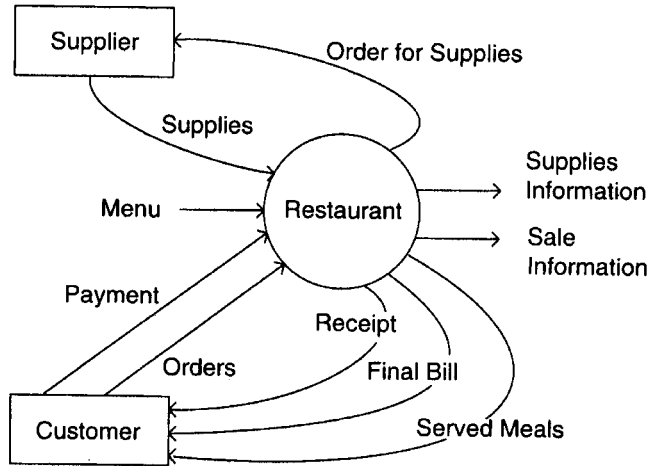 Supplier
Order for Supplies
Supplies
Supplies
Information
Menu
Restaurant
Sale
Information
Payment
Receipt
Orders
Final Bill
Customer
Served Meals